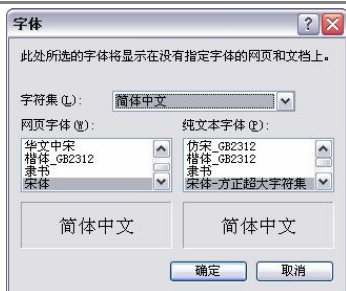 字体
此处所选的字体将显示在没有指定字体的网页和文档上。
字符集(L): 简体中文
网页字体(W): 纯文本字体(P):
华文中宋 仿宋_GB2312
楷体_GB2312 楷体_GB2312
隶书 隶书
宋体 宋体-方正超大字符集
简体中文 简体中文
确定 取消